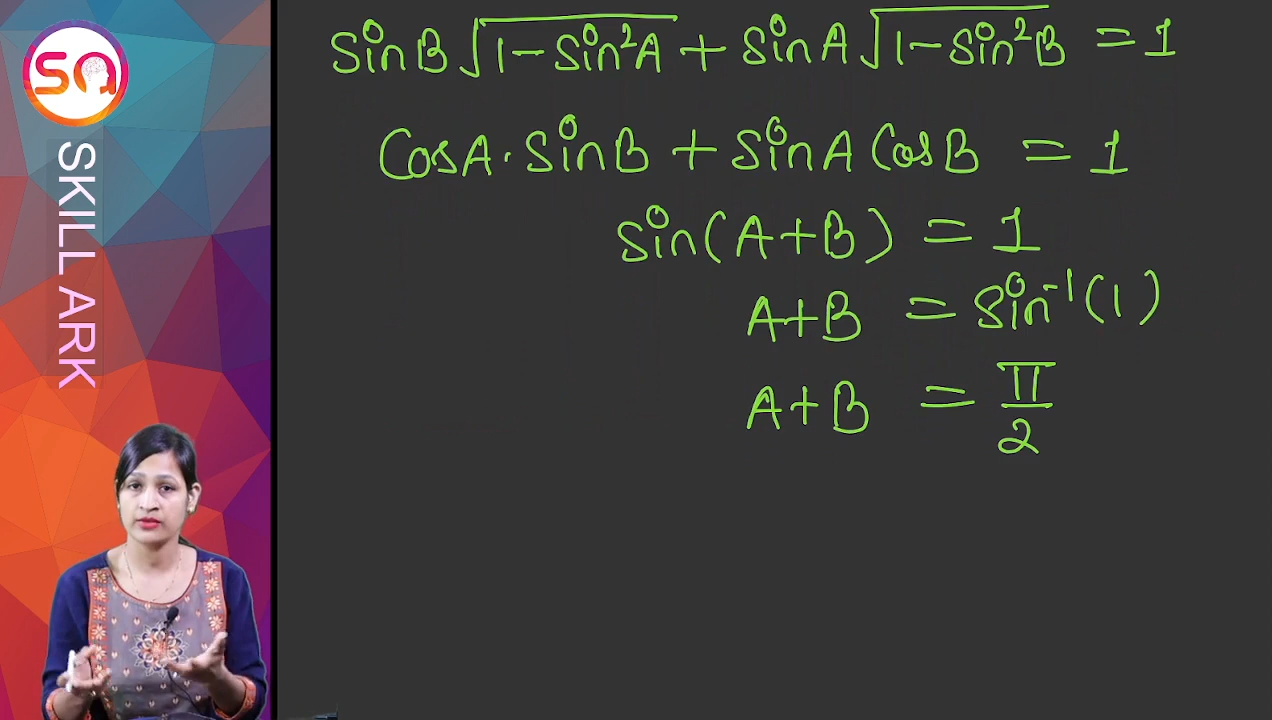 SA
SKILL ARK
sinB√(1-sin²A) + sinA√(1-sin²B) = 1
CosA·sinB + sinA CosB = 1
sin(A+B) = 1
A+B = sin⁻¹(1)
A+B = π/2